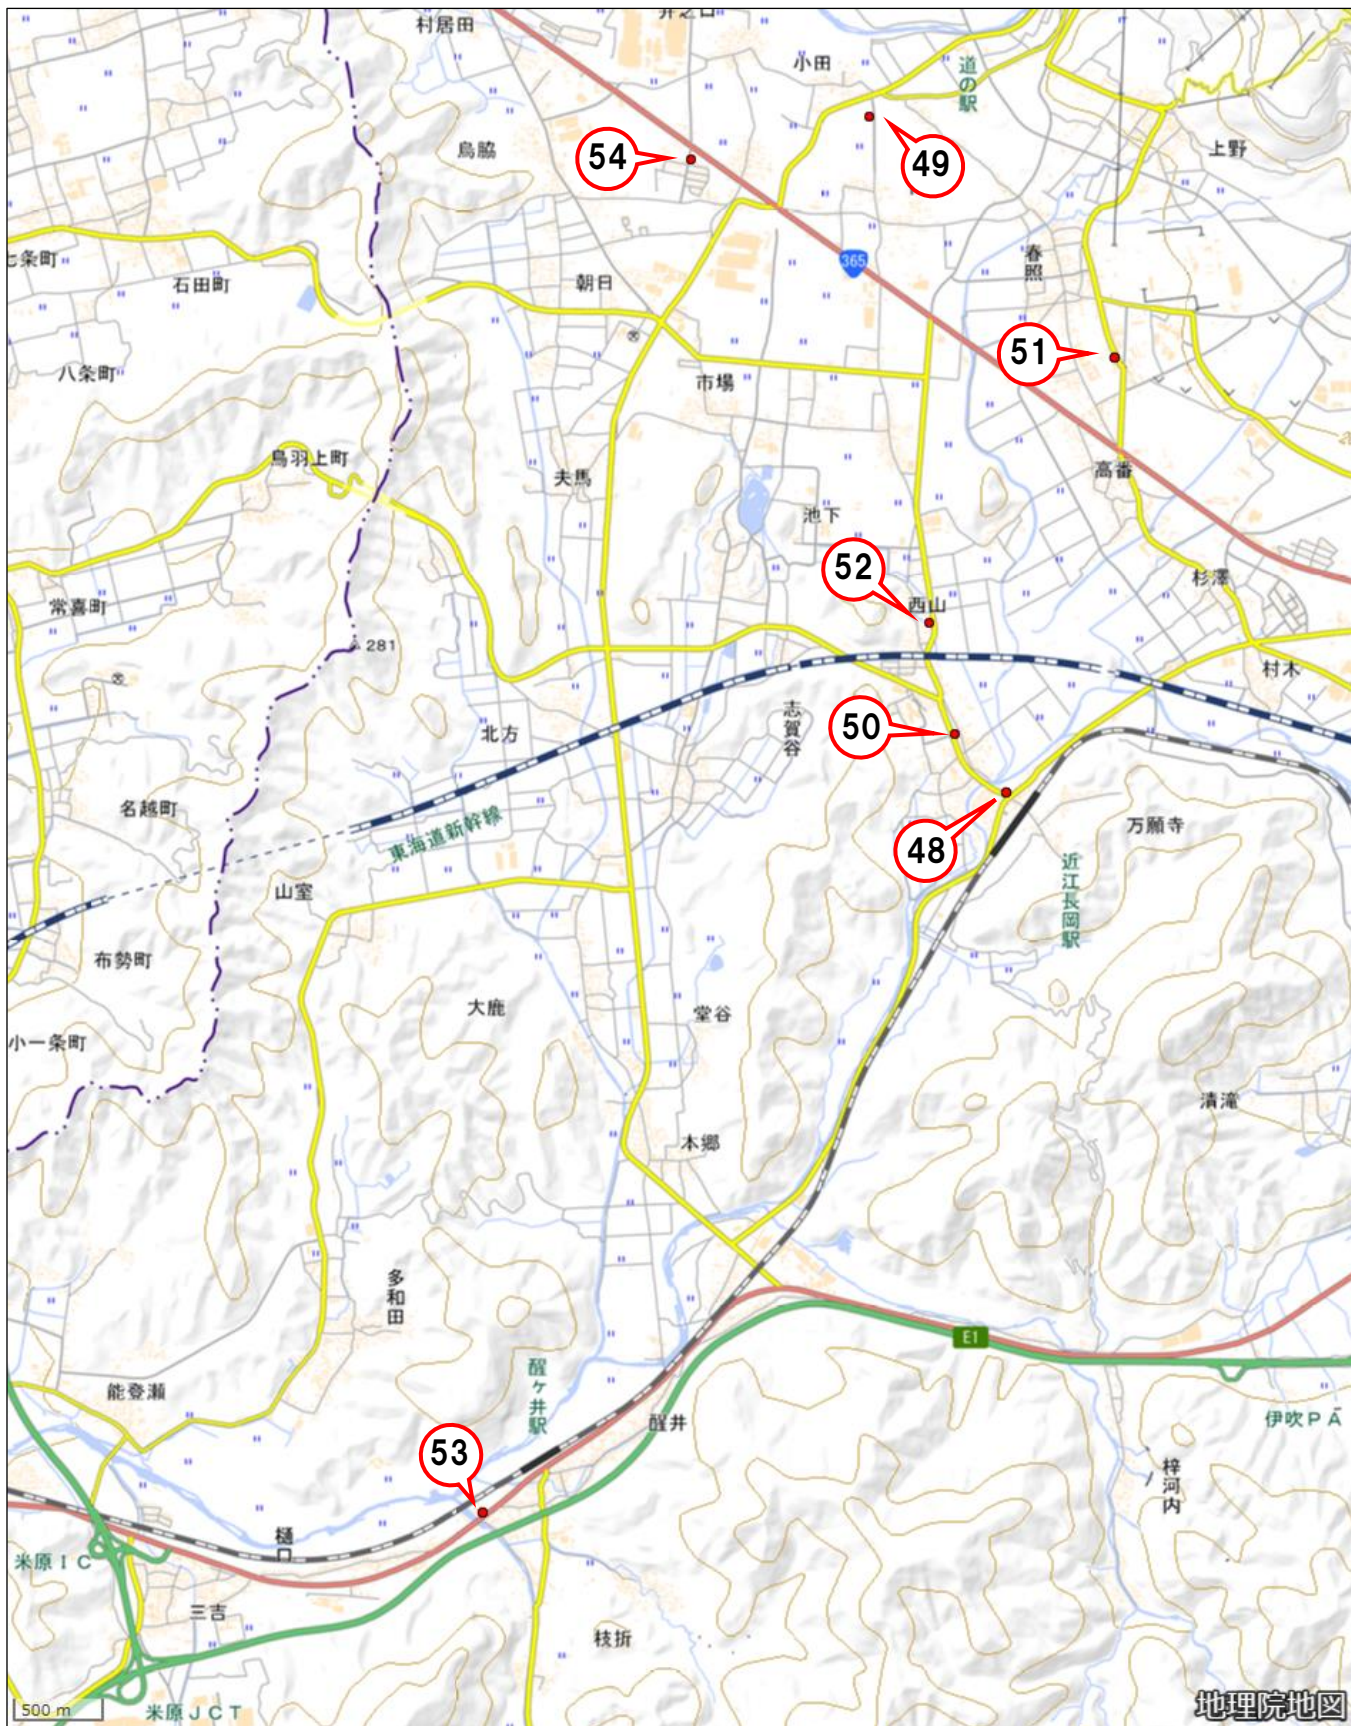 村居田
井之口
小田
道の駅
烏脇
54
49
上野
七条町
石田町
朝日
365
春照
八条町
市場
51
鳥羽上町
夫馬
池下
高番
52
杉澤
常喜町
西山
281
村木
志賀谷
北方
50
名越町
東海道新幹線
48
万願寺
近江長岡駅
山室
布勢町
大鹿
堂谷
小一条町
清滝
本郷
多和田
E1
醒ヶ井駅
能登瀬
醒井
伊吹PA
53
梓河内
樋口
米原IC
三吉
枝折
500 m
米原JCT
地理院地図